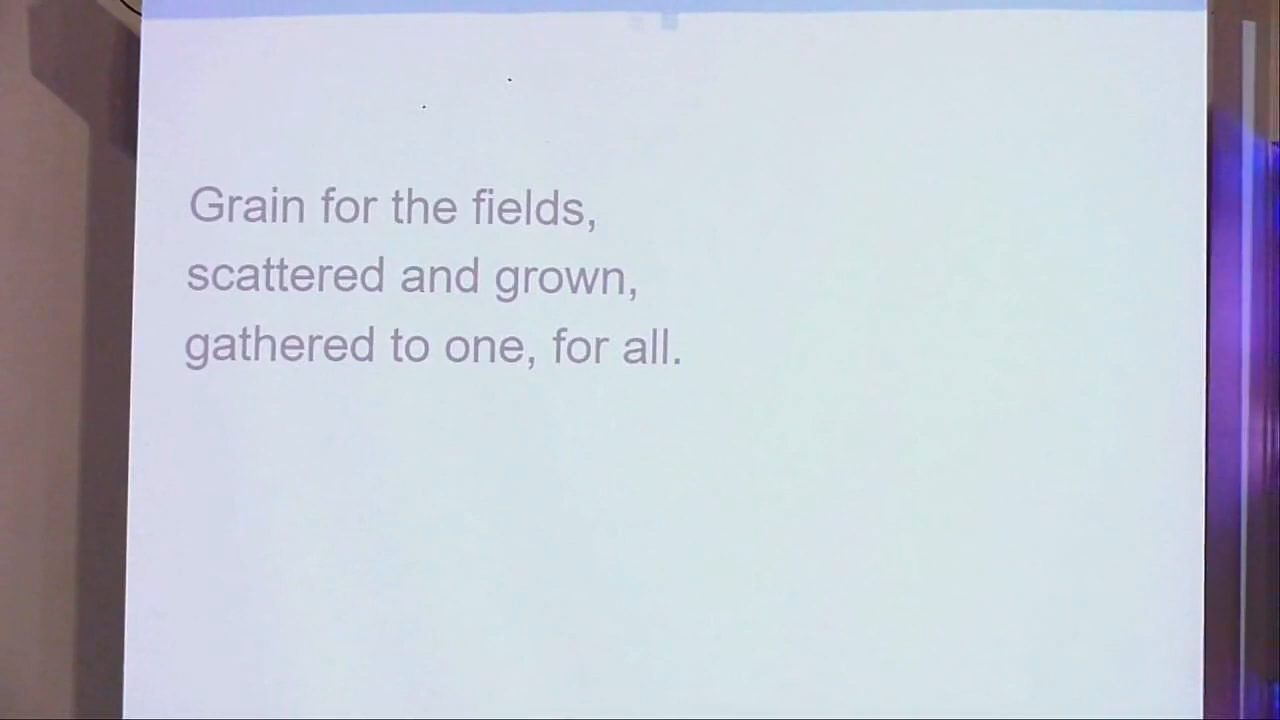 Grain for the fields,
scattered and grown,
gathered to one, for all.